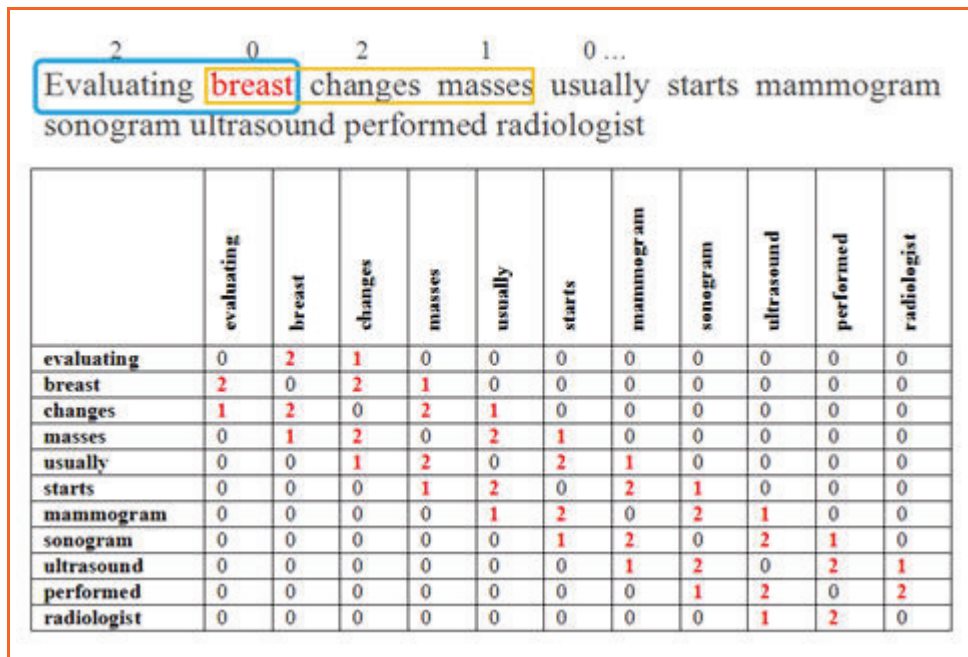 2 0 2 1 0 ...
Evaluating breast changes masses usually starts mammogram
sonogram ultrasound performed radiologist
evaluating breast changes masses usually starts mammogram sonogram ultrasound performed radiologist
evaluating 0 2 1 0 0 0 0 0 0 0 0
breast 2 0 2 1 0 0 0 0 0 0 0
changes 1 2 0 2 1 0 0 0 0 0 0
masses 0 1 2 0 2 1 0 0 0 0 0
usually 0 0 1 2 0 2 1 0 0 0 0
starts 0 0 0 1 2 0 2 1 0 0 0
mammogram 0 0 0 0 1 2 0 2 1 0 0
sonogram 0 0 0 0 0 1 2 0 2 1 0
ultrasound 0 0 0 0 0 0 1 2 0 2 1
performed 0 0 0 0 0 0 0 1 2 0 2
radiologist 0 0 0 0 0 0 0 0 1 2 0